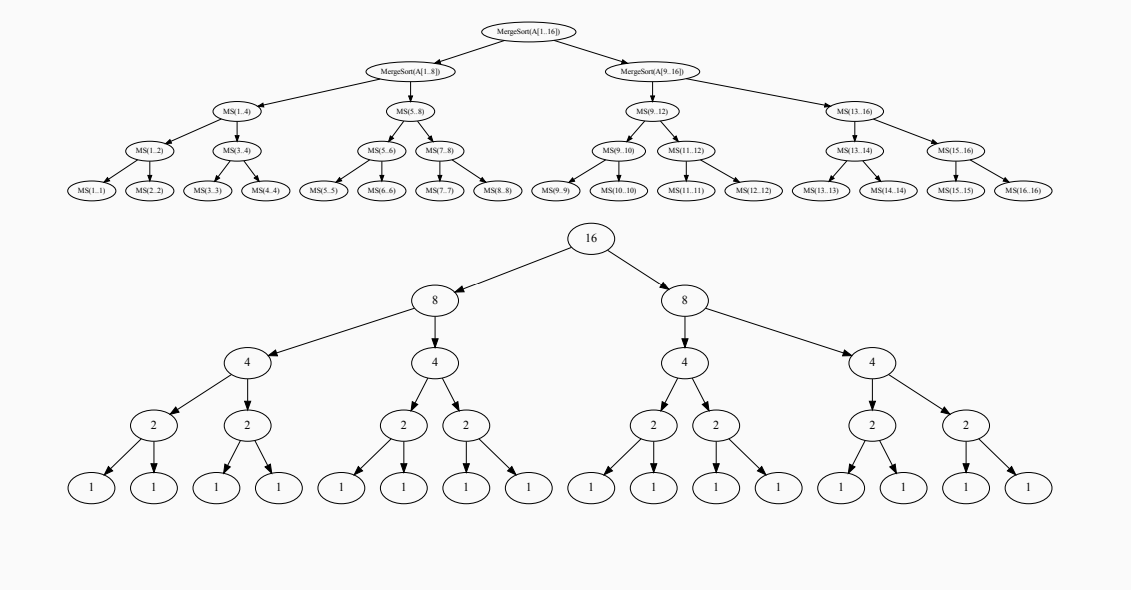 MergeSort(A[1..16])
MergeSort(A[1..8]) MergeSort(A[9..16])
MS(1..4) MS(5..8) MS(9..12) MS(13..16)
MS(1..2) MS(3..4) MS(5..6) MS(7..8) MS(9..10) MS(11..12) MS(13..14) MS(15..16)
MS(1..1) MS(2..2) MS(3..3) MS(4..4) MS(5..5) MS(6..6) MS(7..7) MS(8..8) MS(9..9) MS(10..10) MS(11..11) MS(12..12) MS(13..13) MS(14..14) MS(15..15) MS(16..16)
16
8 8
4 4 4 4
2 2 2 2 2 2 2 2
1 1 1 1 1 1 1 1 1 1 1 1 1 1 1 1